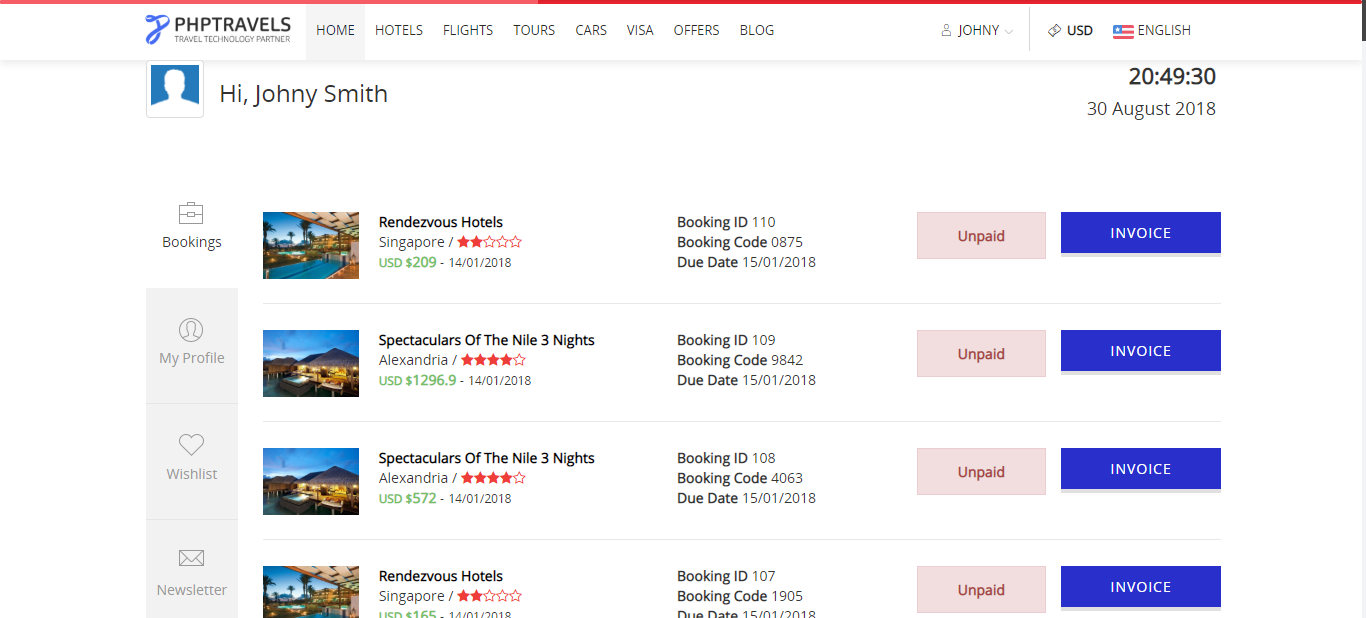 PHPTRAVELS
TRAVEL TECHNOLOGY PARTNER
HOME HOTELS FLIGHTS TOURS CARS VISA OFFERS BLOG JOHNY USD ENGLISH
Hi, Johny Smith
20:49:30
30 August 2018
Bookings
My Profile
Wishlist
Newsletter
Rendezvous Hotels
Singapore /
USD $209 - 14/01/2018
Booking ID 110
Booking Code 0875
Due Date 15/01/2018
Unpaid
INVOICE
Spectaculars Of The Nile 3 Nights
Alexandria /
USD $1296.9 - 14/01/2018
Booking ID 109
Booking Code 9842
Due Date 15/01/2018
Unpaid
INVOICE
Spectaculars Of The Nile 3 Nights
Alexandria /
USD $572 - 14/01/2018
Booking ID 108
Booking Code 4063
Due Date 15/01/2018
Unpaid
INVOICE
Rendezvous Hotels
Singapore /
USD $165 - 14/01/2018
Booking ID 107
Booking Code 1905
Due Date 15/01/2018
Unpaid
INVOICE